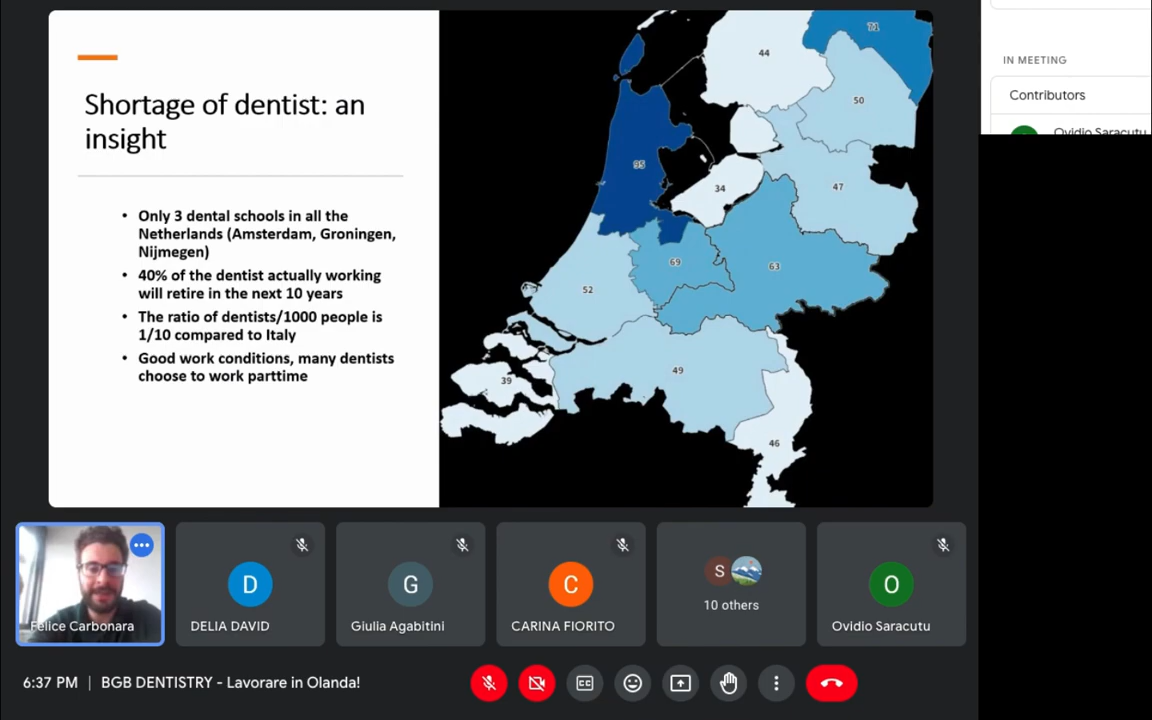 Shortage of dentist: an
insight
• Only 3 dental schools in all the
Netherlands (Amsterdam, Groningen,
Nijmegen)
• 40% of the dentist actually working
will retire in the next 10 years
• The ratio of dentists/1000 people is
1/10 compared to Italy
• Good work conditions, many dentists
choose to work parttime
71
44
50
95
34
47
69
63
52
49
39
46
IN MEETING
Contributors
Ovidio Saracutu
Felice Carbonara
D
DELIA DAVID
G
Giulia Agabitini
C
CARINA FIORITO
S
10 others
O
Ovidio Saracutu
6:37 PM | BGB DENTISTRY - Lavorare in Olanda!
CC